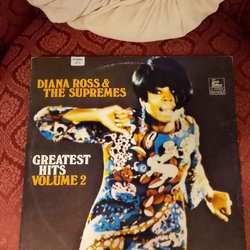 DIANA ROSS &
THE SUPREMES
GREATEST
HITS
VOLUME 2